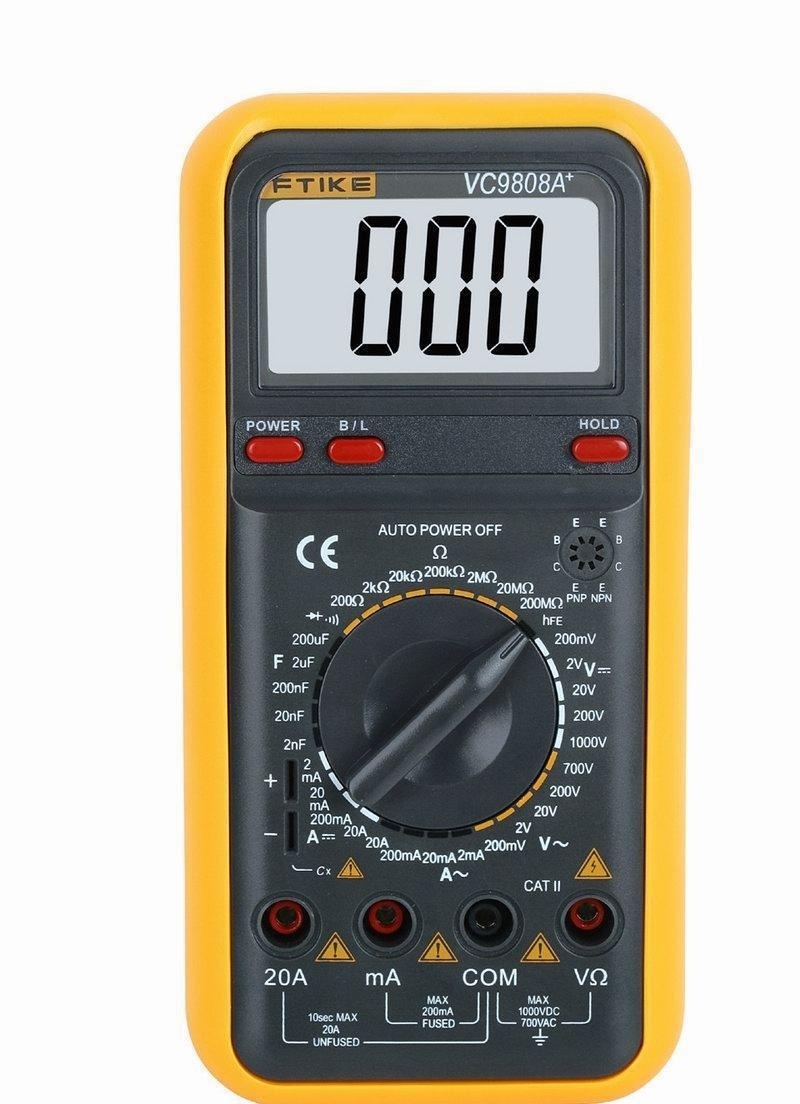 FTIKE
VC9808A+
000
POWER
B/L
HOLD
AUTO POWER OFF
CE
Ω
E E
B B
C C
E
PNP NPN
200Ω
2kΩ
20kΩ
200kΩ
2MΩ
20MΩ
200MΩ
hFE
200mV
2V
V⎓
20V
200V
1000V
700V
200V
20V
2V
200mV
V~
2mA
20mA
200mA
A~
20A
20A
200mA
A⎓
20
mA
2
mA
2nF
20nF
200nF
F 2uF
200uF
+
−
Cx
CAT II
20A
mA
COM
VΩ
10sec MAX
20A
UNFUSED
MAX
200mA
FUSED
MAX
1000VDC
700VAC